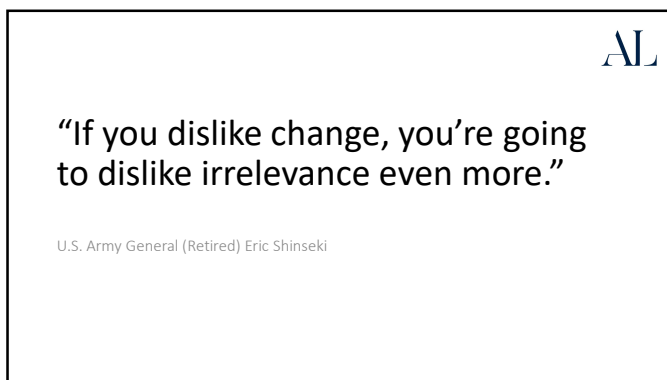 AL
“If you dislike change, you’re going
to dislike irrelevance even more.”
U.S. Army General (Retired) Eric Shinseki